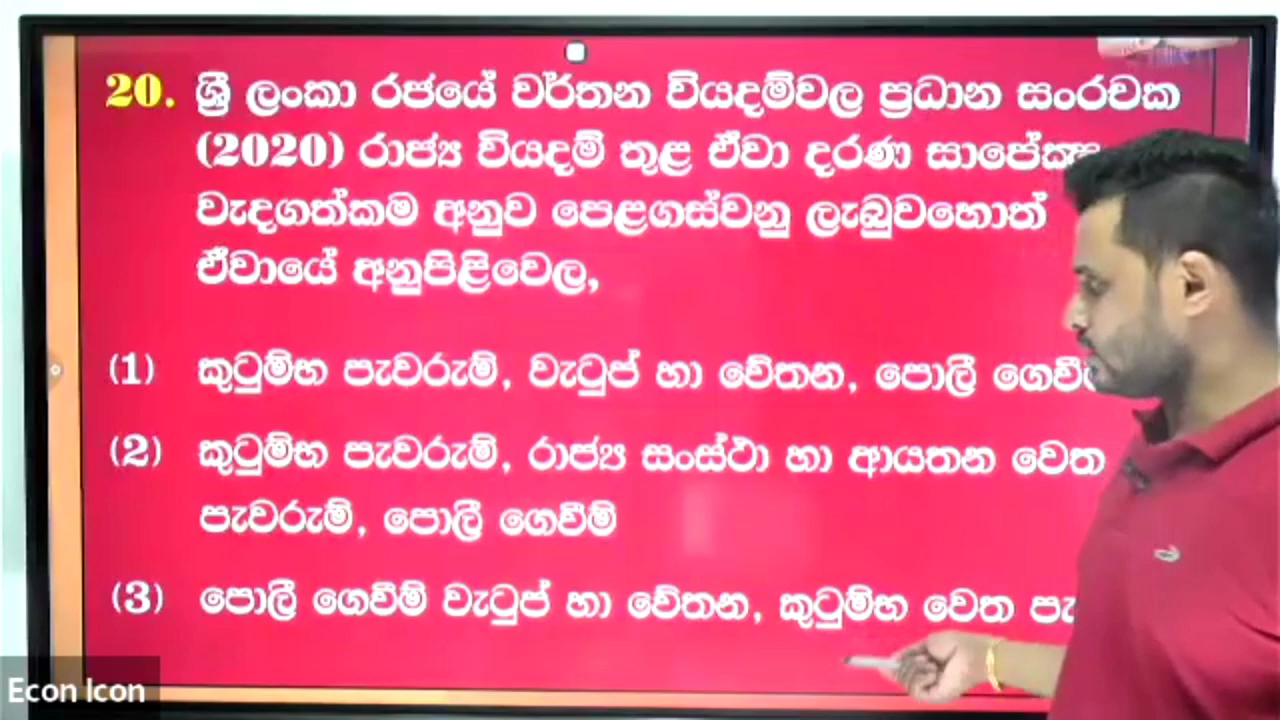 20. ශ්‍රී ලංකා රජයේ වර්තන වියදම්වල ප්‍රධාන සංරචක
(2020) රාජ්‍ය වියදම් තුළ ඒවා දරණ
වැදගත්කම අනුව පෙළගස්වනු ලැබුවහොත්
ඒවායේ අනුපිළිවෙල,
(1) කුටුම්භ පැවරුම්, වැටුප් හා වේතන, පොලී
(2) කුටුම්භ පැවරුම්, රාජ්‍ය සංස්ථා හා ආයතන වෙත
පැවරුම්, පොලී ගෙවීම්
(3) පොලී ගෙවීම් වැටුප් හා වේතන, කුටුම්භ වෙත
Econ Icon